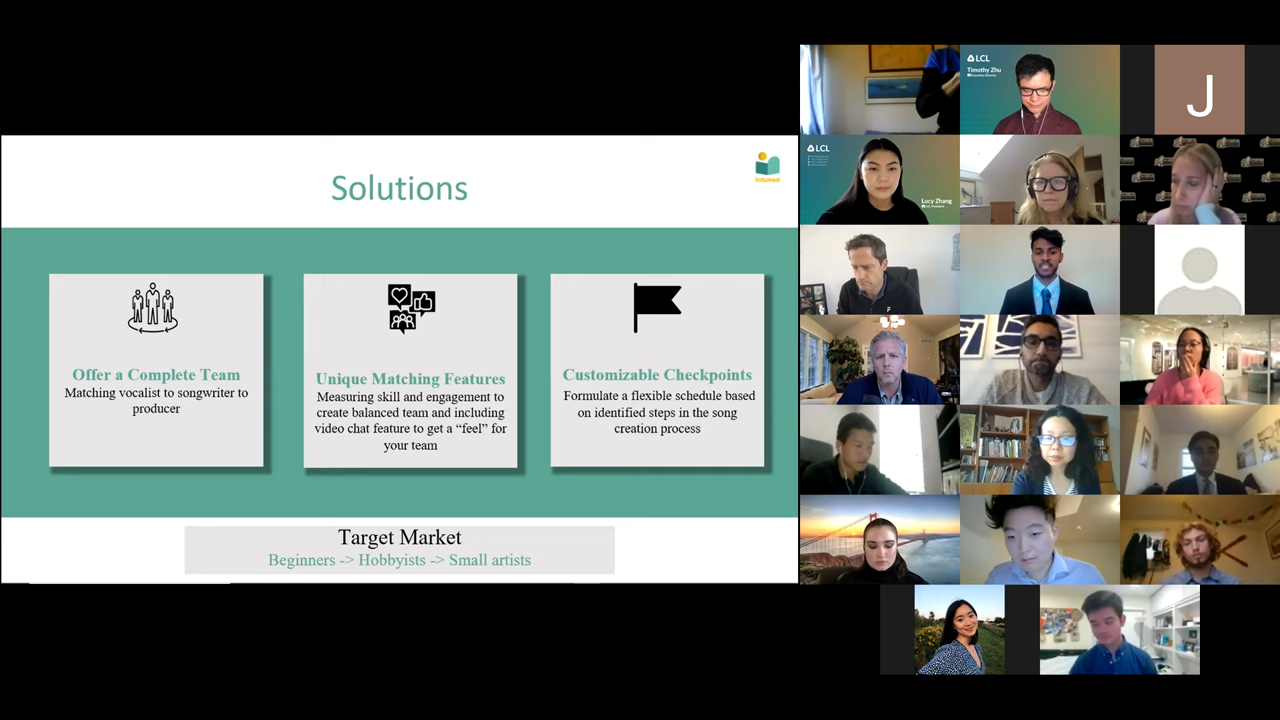 Solutions
intuned
Offer a Complete Team
Matching vocalist to songwriter to
producer
Unique Matching Features
Measuring skill and engagement to
create balanced team and including
video chat feature to get a “feel” for
your team
Customizable Checkpoints
Formulate a flexible schedule based
on identified steps in the song
creation process
Target Market
Beginners -> Hobbyists -> Small artists
LCL
Timothy Zhu
Executive Director
J
LCL
Lucy Zhang